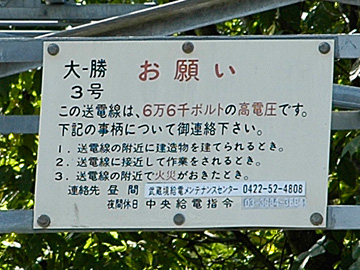 大-勝
3号
お願い
この送電線は、6万6千ボルトの高電圧です。
下記の事柄について御連絡下さい。
1. 送電線の附近に建造物を建てられるとき。
2. 送電線に接近して作業をされるとき。
3. 送電線の附近で火災がおきたとき。
連絡先 昼間 武蔵境給電メンテナンスセンター 0422-52-4808
夜間休日 中央給電指令